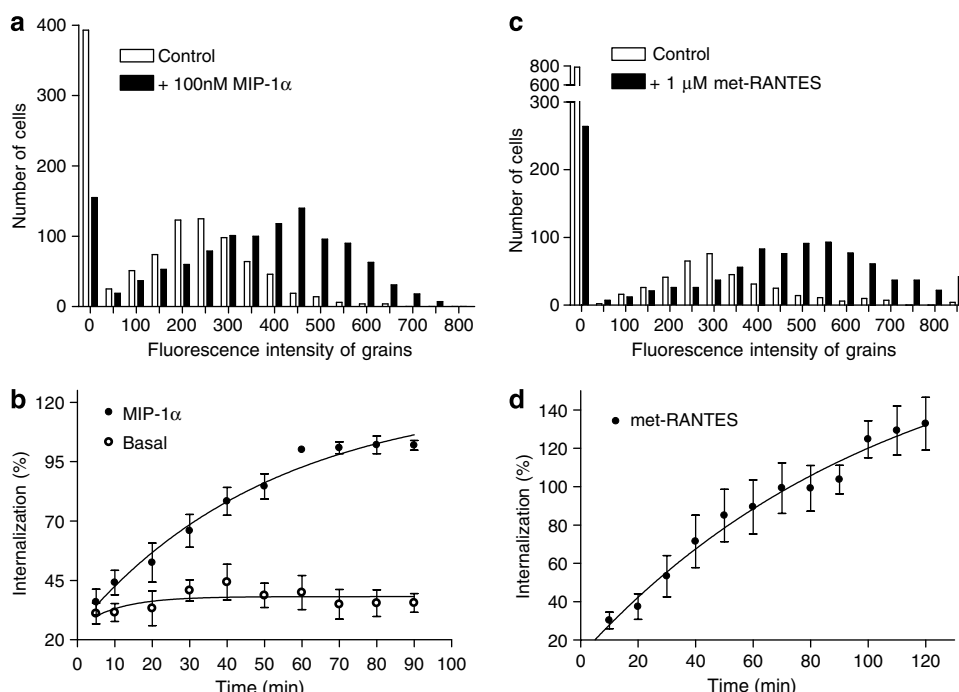 a
400
300
200
100
0
Number of cells
Control
+ 100nM MIP-1α
0 100 200 300 400 500 600 700 800
Fluorescence intensity of grains
c
800
600
300
200
100
0
Number of cells
Control
+ 1 μM met-RANTES
0 100 200 300 400 500 600 700 800
Fluorescence intensity of grains
b
120
95
70
45
20
Internalization (%)
MIP-1α
Basal
0 10 20 30 40 50 60 70 80 90 100
Time (min)
d
140
120
100
80
60
40
20
Internalization (%)
met-RANTES
0 20 40 60 80 100 120
Time (min)